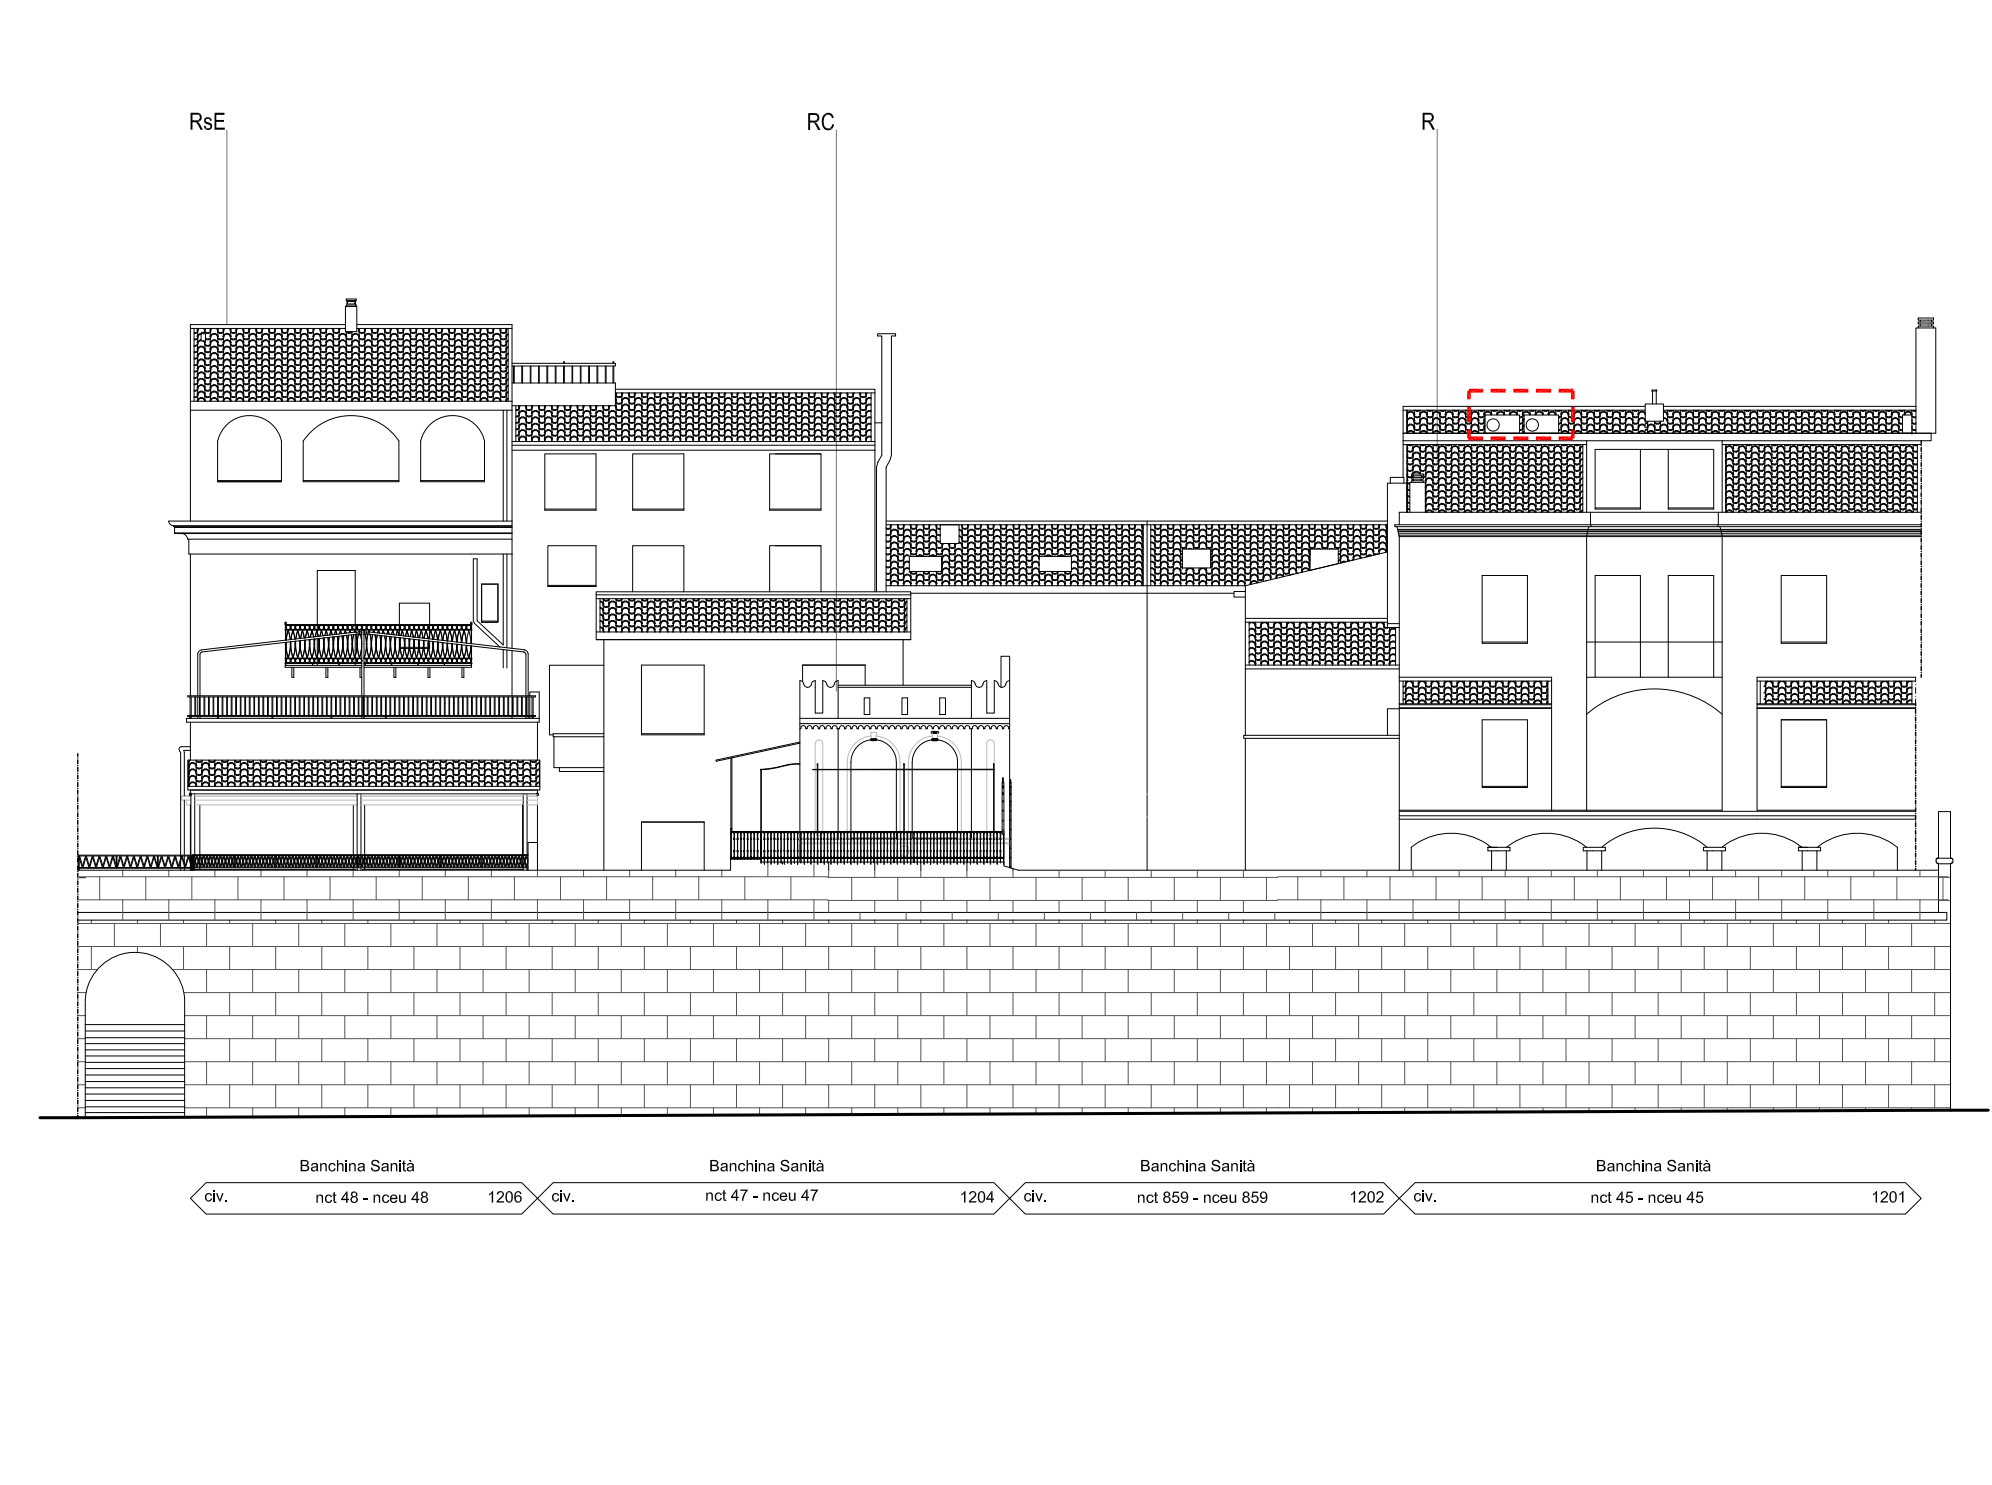 RsE
RC
R
Banchina Sanità
civ. nct 48 - nceu 48 1206
Banchina Sanità
civ. nct 47 - nceu 47 1204
Banchina Sanità
civ. nct 859 - nceu 859 1202
Banchina Sanità
civ. nct 45 - nceu 45 1201